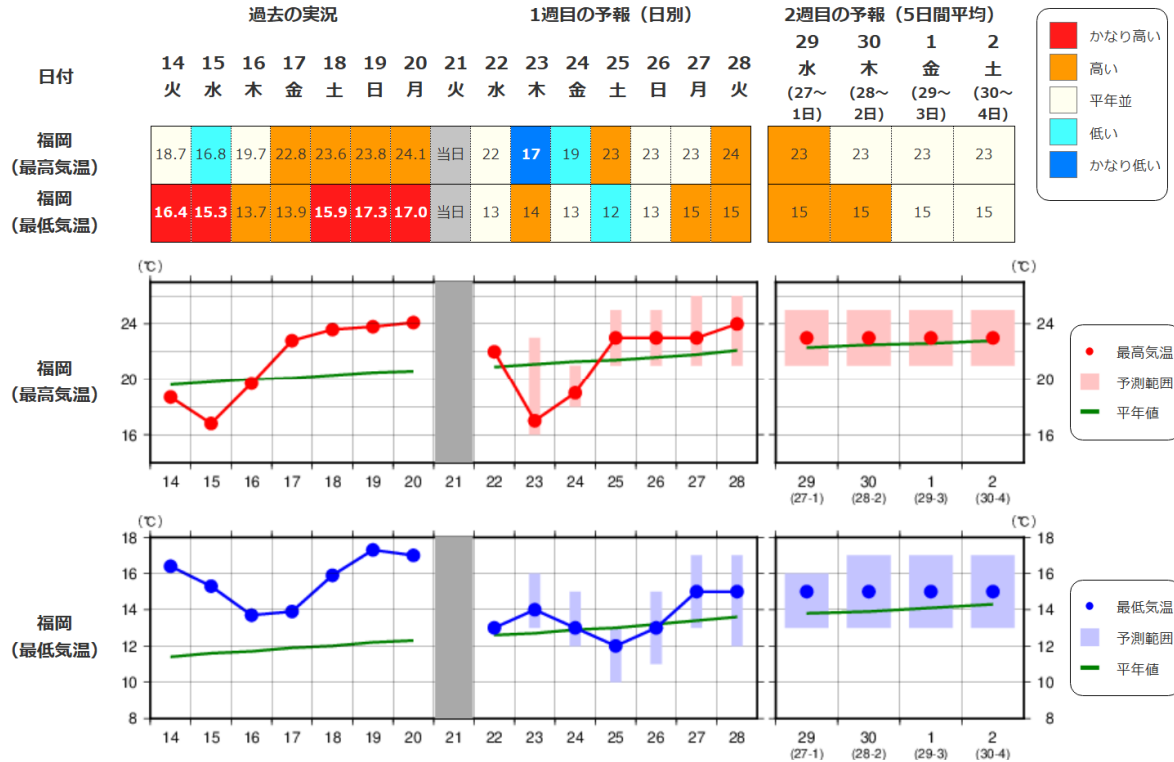 過去の実況 1週目の予報（日別） 2週目の予報（5日間平均）
日付 14 15 16 17 18 19 20 21 22 23 24 25 26 27 28 29 30 1 2
火 水 木 金 土 日 月 火 水 木 金 土 日 月 火 水 木 金 土
(27～1日) (28～2日) (29～3日) (30～4日)
福岡（最高気温） 18.7 16.8 19.7 22.8 23.6 23.8 24.1 当日 22 17 19 23 23 23 24 23 23 23 23
福岡（最低気温） 16.4 15.3 13.7 13.9 15.9 17.3 17.0 当日 13 14 13 12 13 15 15 15 15 15 15
かなり高い
高い
平年並
低い
かなり低い
(℃) (℃)
福岡（最高気温）
24 24
20 20
16 16
14 15 16 17 18 19 20 21 22 23 24 25 26 27 28 29 30 1 2
(27-1) (28-2) (29-3) (30-4)
最高気温
予測範囲
平年値
(℃) (℃)
福岡（最低気温）
18 18
16 16
14 14
12 12
10 10
8 8
14 15 16 17 18 19 20 21 22 23 24 25 26 27 28 29 30 1 2
(27-1) (28-2) (29-3) (30-4)
最低気温
予測範囲
平年値